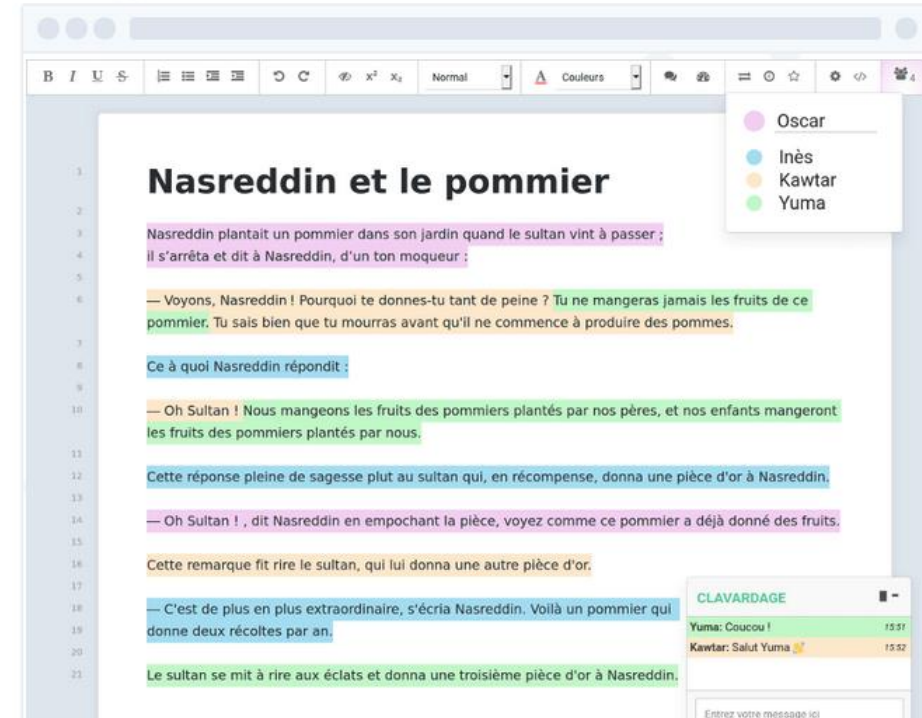 B I U S
x² x₂
Normal
A Couleurs
4
Oscar
Inès
Kawtar
Yuma
1
Nasreddin et le pommier
2
3 Nasreddin plantait un pommier dans son jardin quand le sultan vint à passer ;
4 il s’arrêta et dit à Nasreddin, d’un ton moqueur :
5
6 — Voyons, Nasreddin ! Pourquoi te donnes-tu tant de peine ? Tu ne mangeras jamais les fruits de ce
pommier. Tu sais bien que tu mourras avant qu'il ne commence à produire des pommes.
7
8 Ce à quoi Nasreddin répondit :
9
10 — Oh Sultan ! Nous mangeons les fruits des pommiers plantés par nos pères, et nos enfants mangeront
les fruits des pommiers plantés par nous.
11
12 Cette réponse pleine de sagesse plut au sultan qui, en récompense, donna une pièce d'or à Nasreddin.
13
14 — Oh Sultan ! , dit Nasreddin en empochant la pièce, voyez comme ce pommier a déjà donné des fruits.
15
16 Cette remarque fit rire le sultan, qui lui donna une autre pièce d'or.
17
18 — C'est de plus en plus extraordinaire, s'écria Nasreddin. Voilà un pommier qui
19 donne deux récoltes par an.
20
21 Le sultan se mit à rire aux éclats et donna une troisième pièce d'or à Nasreddin.
CLAVARDAGE
Yuma: Coucou ! 15:51
Kawtar: Salut Yuma 👋 15:52
Entrez votre message ici